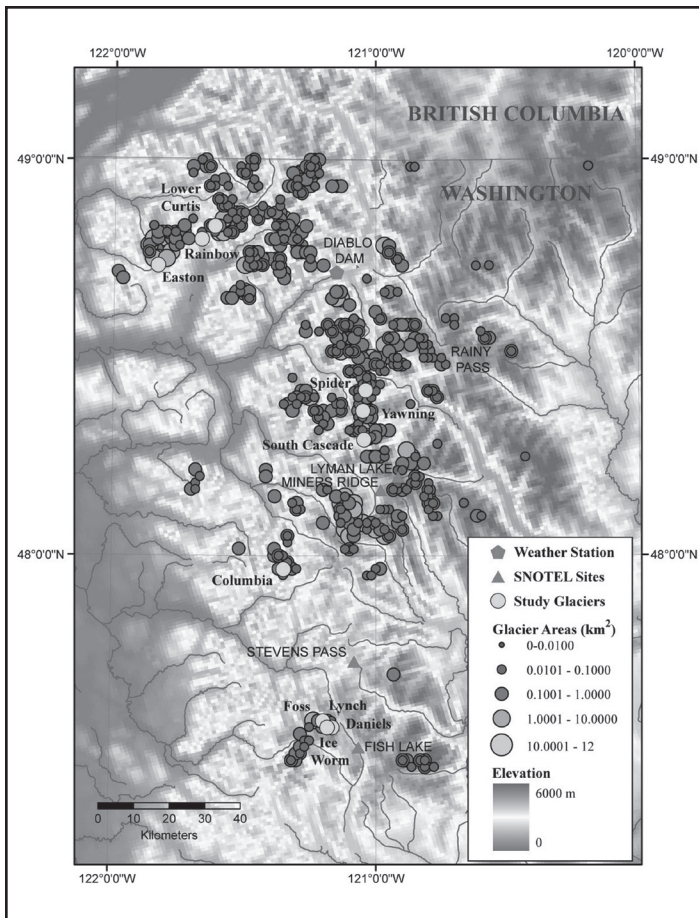 122°0'0"W 121°0'0"W 120°0'0"W
BRITISH COLUMBIA
49°0'0"N 49°0'0"N
WASHINGTON
Lower
Curtis
DIABLO
DAM
Rainbow
Easton
RAINY
PASS
Spider
Yawning
South Cascade
LYMAN LAKE
MINERS RIDGE
48°0'0"N 48°0'0"N
Columbia
STEVENS PASS
Foss Lynch
Daniels
Ice
Worm
FISH LAKE
Weather Station
SNOTEL Sites
Study Glaciers
Glacier Areas (km²)
0-0.0100
0.0101 - 0.1000
0.1001 - 1.0000
1.0001 - 10.0000
10.0001 - 12
Elevation
6000 m
0
0 10 20 30 40
Kilometers
122°0'0"W 121°0'0"W